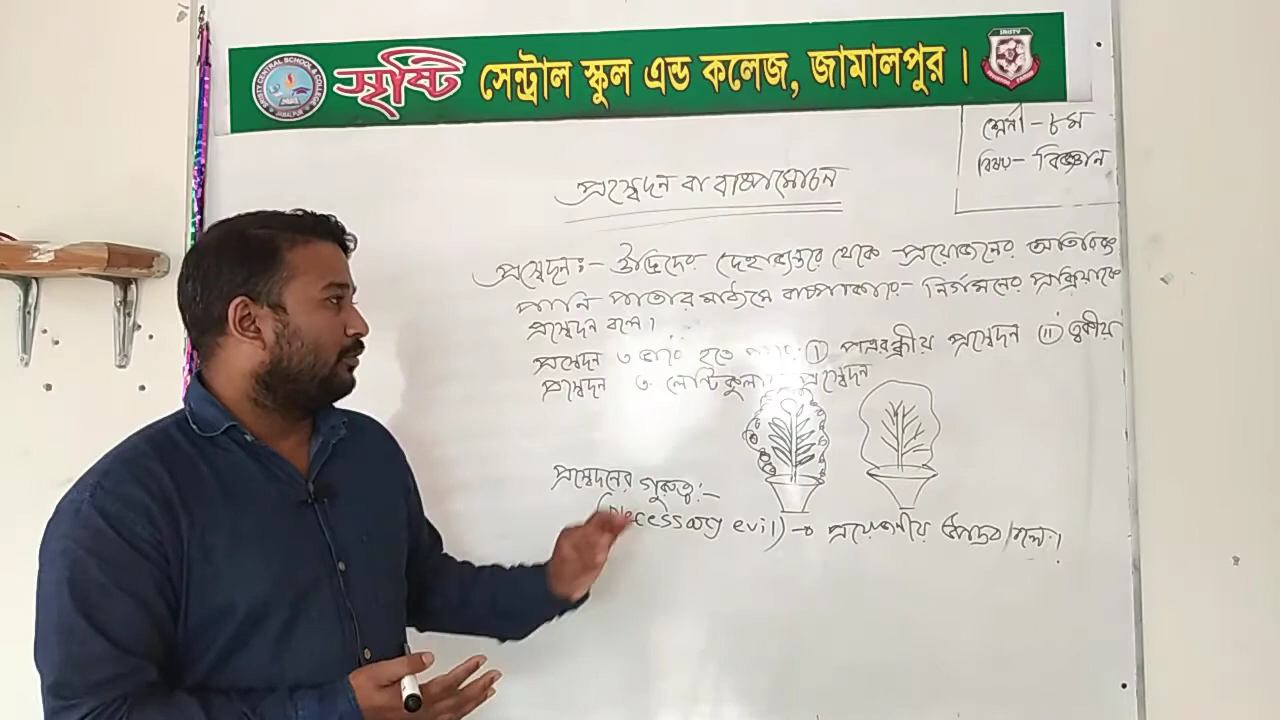 সৃষ্টি সেন্ট্রাল স্কুল এন্ড কলেজ, জামালপুর ।
শ্রেণী - ৮ম
বিষয় - বিজ্ঞান
প্রস্বেদন বা বাষ্পমোচন
প্রস্বেদনঃ- উদ্ভিদের দেহাভ্যন্তরে থেকে প্রয়োজনের অতিরিক্ত
পানি পাতার মাধ্যমে বাষ্পাকারে নির্গমনের প্রক্রিয়াকে
প্রস্বেদন বলে।
প্রস্বেদন ৩ ভাবে হতে পারে। (i) পত্ররন্ধ্রীয় প্রস্বেদন (ii) ত্বকীয়
প্রস্বেদন ৩. লেন্টিকুলার প্রস্বেদন
প্রস্বেদনের গুরুত্ব:-
(Necessary evil) → প্রয়োজনীয় উপদ্রব বলে।